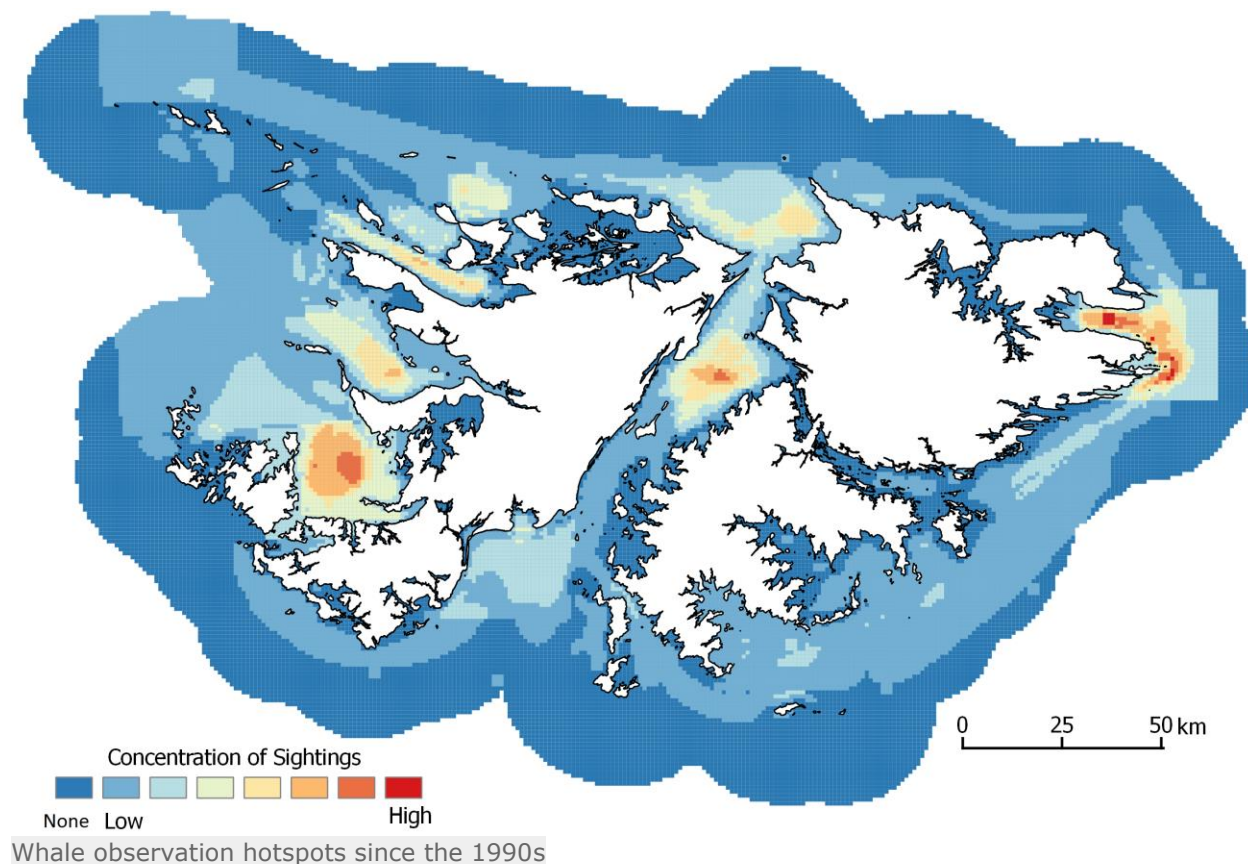 0 25 50 km
Concentration of Sightings
None Low High
Whale observation hotspots since the 1990s